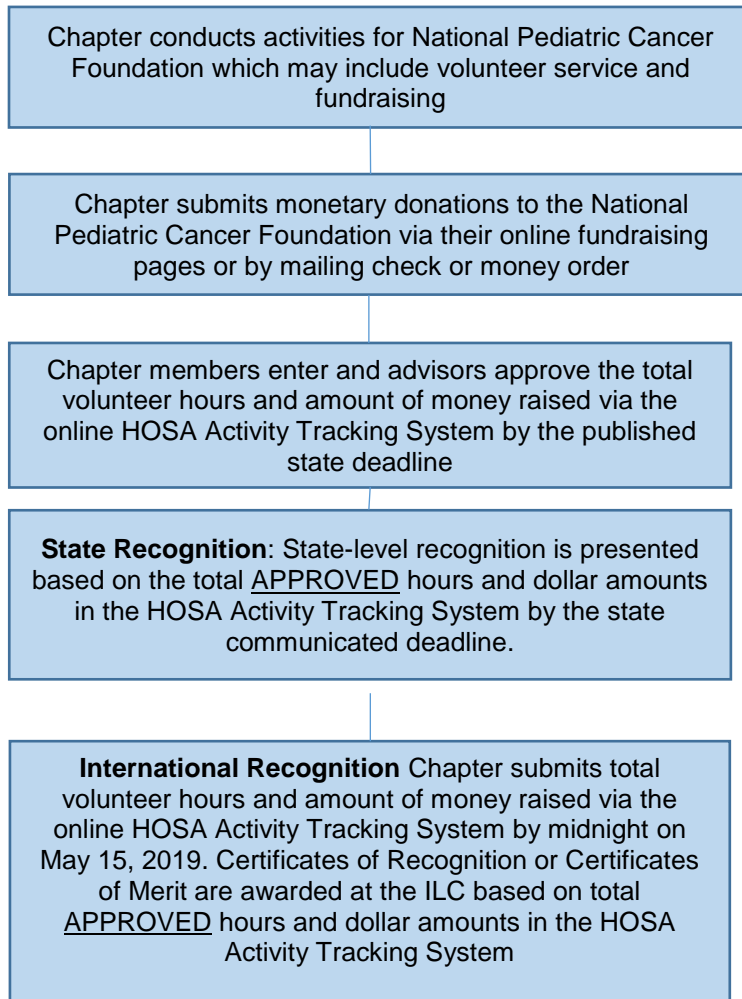 Chapter conducts activities for National Pediatric Cancer
Foundation which may include volunteer service and
fundraising
Chapter submits monetary donations to the National
Pediatric Cancer Foundation via their online fundraising
pages or by mailing check or money order
Chapter members enter and advisors approve the total
volunteer hours and amount of money raised via the
online HOSA Activity Tracking System by the published
state deadline
State Recognition: State-level recognition is presented
based on the total APPROVED hours and dollar amounts
in the HOSA Activity Tracking System by the state
communicated deadline.
International Recognition Chapter submits total
volunteer hours and amount of money raised via the
online HOSA Activity Tracking System by midnight on
May 15, 2019. Certificates of Recognition or Certificates
of Merit are awarded at the ILC based on total
APPROVED hours and dollar amounts in the HOSA
Activity Tracking System